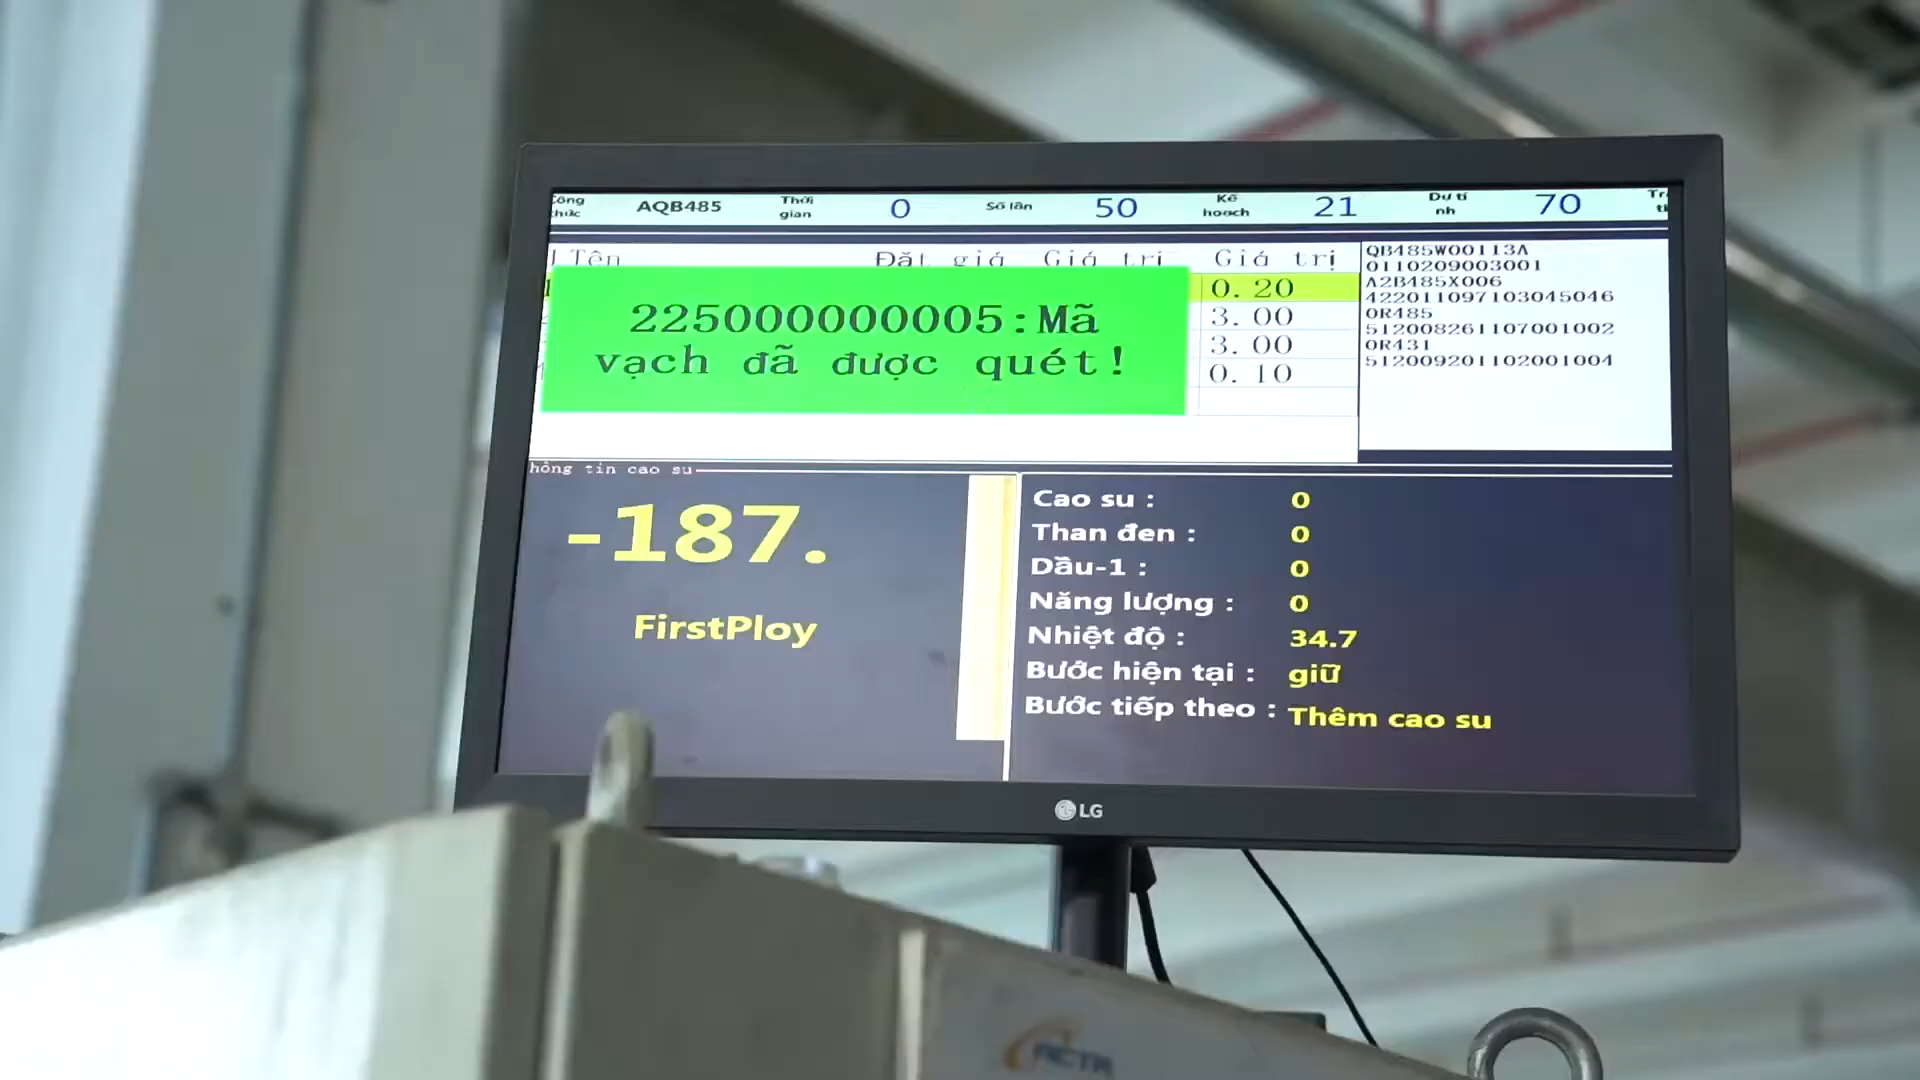 Công thức AQB485 Thời gian 0 Số lần 50 Kế hoạch 21 Dư tí nh 70
Tên Đặt giá Giá trị Giá trị
225000000005:Mã
vạch đã được quét!
0.20
3.00
3.00
0.10
QB485W00113A
0110209003001
A2B485X006
422011097103045046
0R485
512008261107001002
0R431
512009201102001004
hông tin cao su
-187.
FirstPloy
Cao su : 0
Than đen : 0
Dầu-1 : 0
Năng lượng : 0
Nhiệt độ : 34.7
Bước hiện tại : giữ
Bước tiếp theo : Thêm cao su
LG